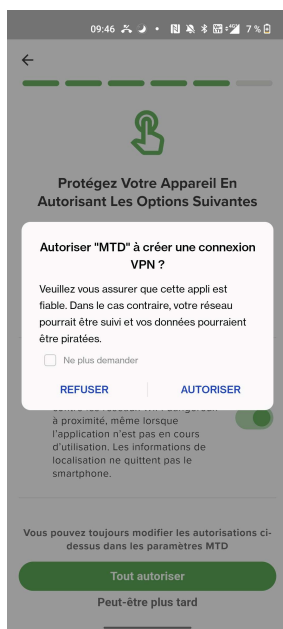 09:46
7 %
Protégez Votre Appareil En
Autorisant Les Options Suivantes
Autoriser "MTD" à créer une connexion
VPN ?
Veuillez vous assurer que cette appli est
fiable. Dans le cas contraire, votre réseau
pourrait être suivi et vos données pourraient
être piratées.
Ne plus demander
REFUSER
AUTORISER
à proximité, même lorsque
l'application n'est pas en cours
d'utilisation. Les informations de
localisation ne quittent pas le
smartphone.
Vous pouvez toujours modifier les autorisations ci-
dessus dans les paramètres MTD
Tout autoriser
Peut-être plus tard